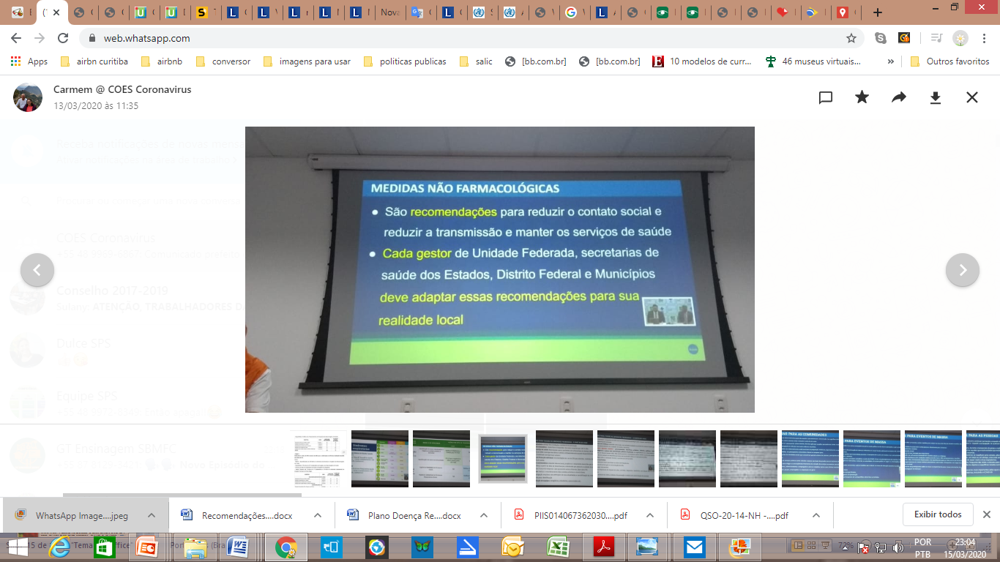 web.whatsapp.com
Apps
airbn curitiba
airbnb
conversor
imagens para usar
politicas publicas
salic
[bb.com.br]
[bb.com.br]
10 modelos de curr...
46 museus virtuais...
»
Outros favoritos
Carmem @ COES Coronavirus
13/03/2020 às 11:35
MEDIDAS NÃO FARMACOLÓGICAS
• São recomendações para reduzir o contato social e
reduzir a transmissão e manter os serviços de saúde
• Cada gestor de Unidade Federada, secretarias de
saúde dos Estados, Distrito Federal e Municípios
deve adaptar essas recomendações para sua
realidade local
COES Coronavirus
Conselho 2017-2019
Sulany: ATENÇÃO TRABALHADORES
Dulce SPS
Equipe SPS
GT Ensinagem SBMFC
WhatsApp Image....jpeg
Recomendações....docx
Plano Doença Re....docx
PIIS014067362030....pdf
QSO-20-14-NH -....pdf
Exibir todos
72%
POR
PTB
23:04
15/03/2020